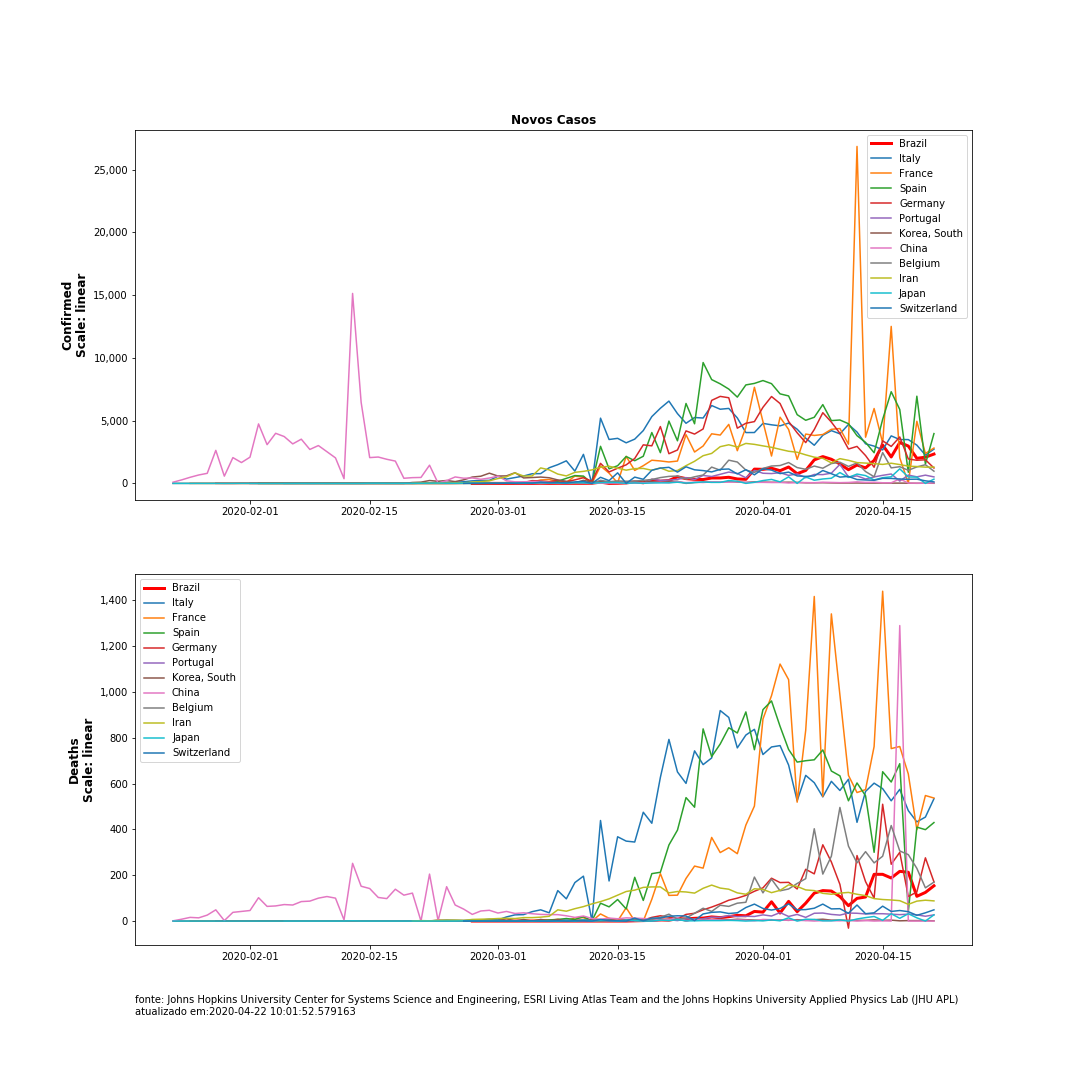 Novos Casos
Confirmed
Scale: linear
25,000
20,000
15,000
10,000
5,000
0
2020-02-01
2020-02-15
2020-03-01
2020-03-15
2020-04-01
2020-04-15
Brazil
Italy
France
Spain
Germany
Portugal
Korea, South
China
Belgium
Iran
Japan
Switzerland
Deaths
Scale: linear
1,400
1,200
1,000
800
600
400
200
0
2020-02-01
2020-02-15
2020-03-01
2020-03-15
2020-04-01
2020-04-15
Brazil
Italy
France
Spain
Germany
Portugal
Korea, South
China
Belgium
Iran
Japan
Switzerland
fonte: Johns Hopkins University Center for Systems Science and Engineering, ESRI Living Atlas Team and the Johns Hopkins University Applied Physics Lab (JHU APL)
atualizado em:2020-04-22 10:01:52.579163